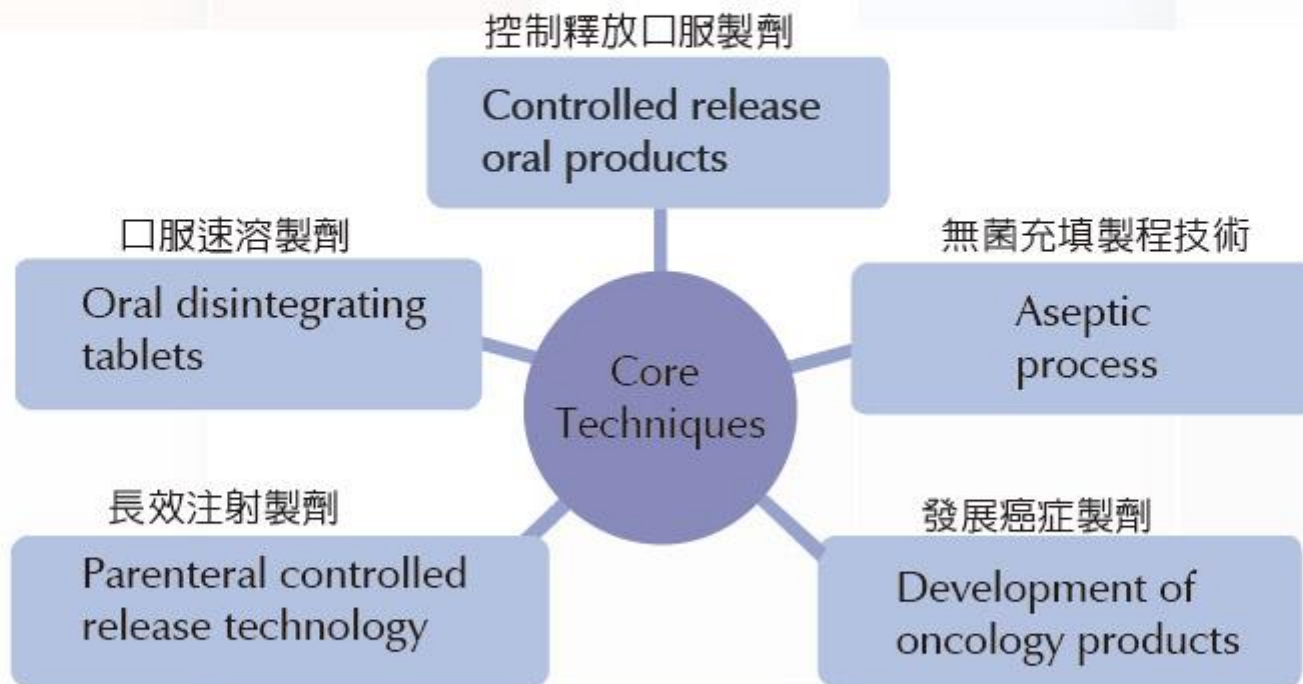 控制釋放口服製劑
Controlled release
oral products
口服速溶製劑
Oral disintegrating
tablets
無菌充填製程技術
Aseptic
process
Core
Techniques
長效注射製劑
Parenteral controlled
release technology
發展癌症製劑
Development of
oncology products